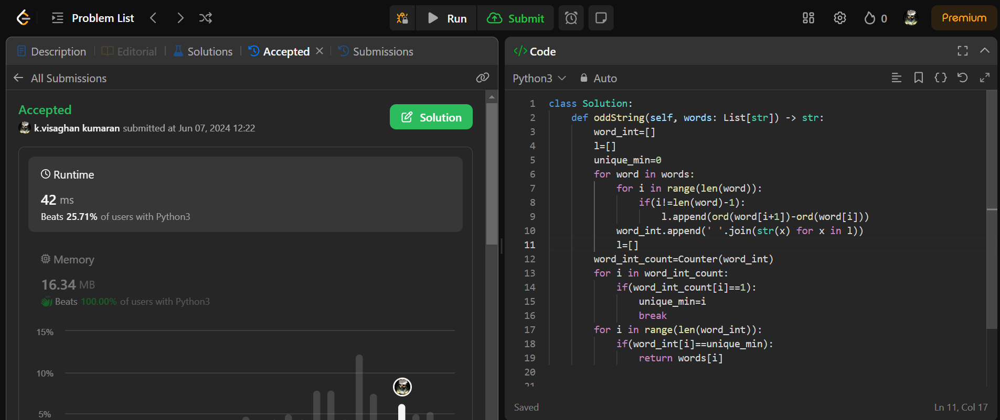 Problem List
Run
Submit
0
Premium
Description
Editorial
Solutions
Accepted
Submissions
All Submissions
Accepted
Solution
k.visaghan kumaran submitted at Jun 07, 2024 12:22
Runtime
42 ms
Beats 25.71% of users with Python3
Memory
16.34 MB
Beats 100.00% of users with Python3
15%
10%
5%
</> Code
Python3
Auto
1 class Solution:
2     def oddString(self, words: List[str]) -> str:
3         word_int=[]
4         l=[]
5         unique_min=0
6         for word in words:
7             for i in range(len(word)):
8                 if(i!=len(word)-1):
9                     l.append(ord(word[i+1])-ord(word[i]))
10             word_int.append(' '.join(str(x) for x in l))
11             l=[]
12         word_int_count=Counter(word_int)
13         for i in word_int_count:
14             if(word_int_count[i]==1):
15                 unique_min=i
16                 break
17         for i in range(len(word_int)):
18             if(word_int[i]==unique_min):
19                 return words[i]
20
21
Saved
Ln 11, Col 17